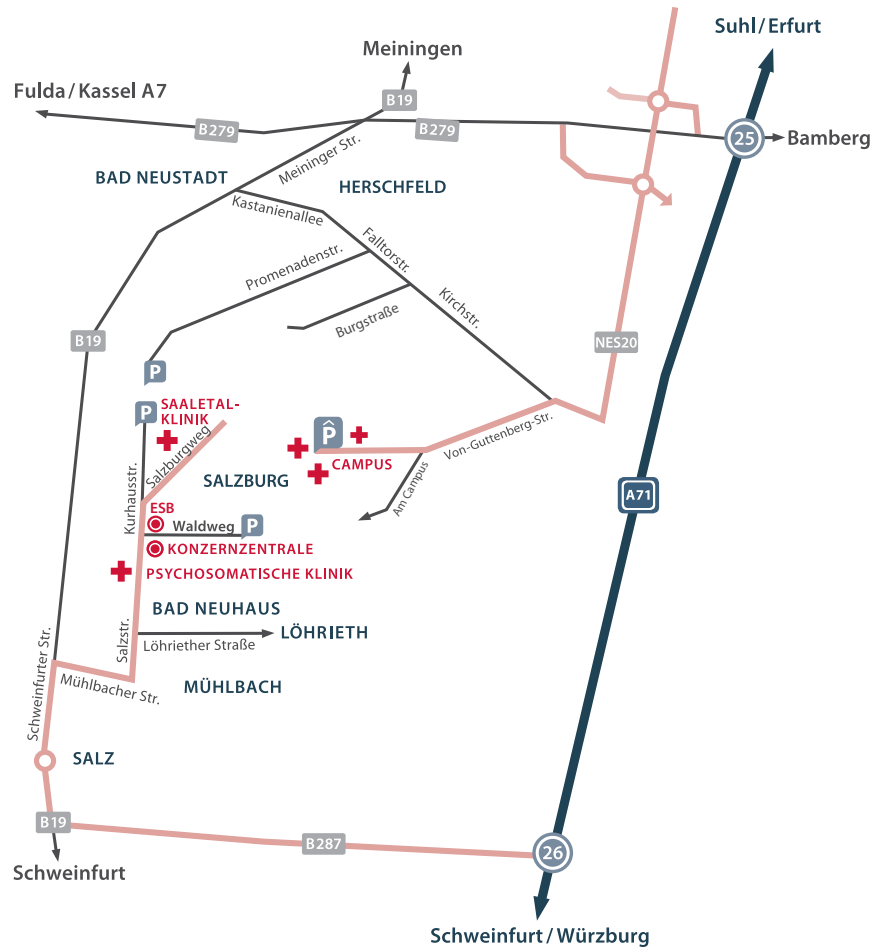 Suhl / Erfurt
Meiningen
Fulda / Kassel A7
B19
B279
B279
25
Bamberg
Meininger Str.
BAD NEUSTADT
HERSCHFELD
Kastanienallee
Falltorstr.
Promenadenstr.
Kirchstr.
Burgstraße
B19
NES20
P
P
SAALETAL-
KLINIK
Salzburgweg
P
CAMPUS
Von-Guttenberg-Str.
SALZBURG
Am Campus
A71
Kurhausstr.
ESB
Waldweg
P
KONZERNZENTRALE
PSYCHOSOMATISCHE KLINIK
BAD NEUHAUS
Salzstr.
LÖHRIETH
Löhriether Straße
Schweinfurter Str.
Mühlbacher Str.
MÜHLBACH
SALZ
B19
B287
26
Schweinfurt
Schweinfurt / Würzburg